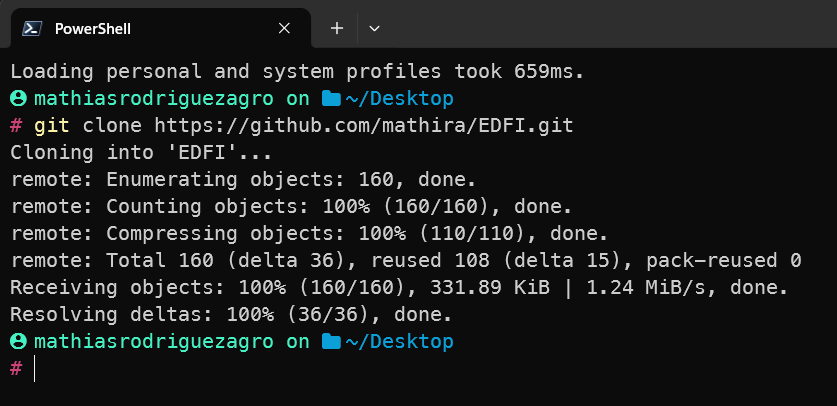 PowerShell
Loading personal and system profiles took 659ms.
mathiasrodriguezagro on ~/Desktop
# git clone https://github.com/mathira/EDFI.git
Cloning into 'EDFI'...
remote: Enumerating objects: 160, done.
remote: Counting objects: 100% (160/160), done.
remote: Compressing objects: 100% (110/110), done.
remote: Total 160 (delta 36), reused 108 (delta 15), pack-reused 0
Receiving objects: 100% (160/160), 331.89 KiB | 1.24 MiB/s, done.
Resolving deltas: 100% (36/36), done.
mathiasrodriguezagro on ~/Desktop
#